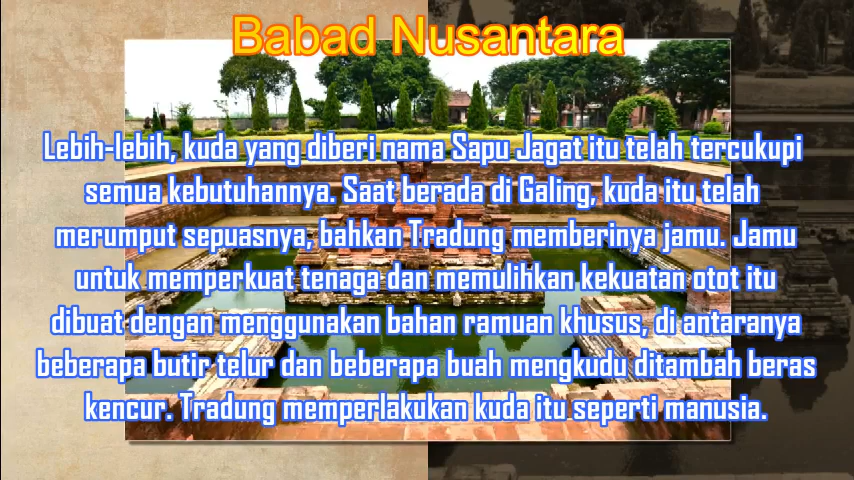 Babad Nusantara
Lebih-lebih, kuda yang diberi nama Sapu Jagat itu telah tercukupi
semua kebutuhannya. Saat berada di Galing, kuda itu telah
merumput sepuasnya, bahkan Tradung memberinya jamu. Jamu
untuk memperkuat tenaga dan memulihkan kekuatan otot itu
dibuat dengan menggunakan bahan ramuan khusus, di antaranya
beberapa butir telur dan beberapa buah mengkudu ditambah beras
kencur. Tradung memperlakukan kuda itu seperti manusia.